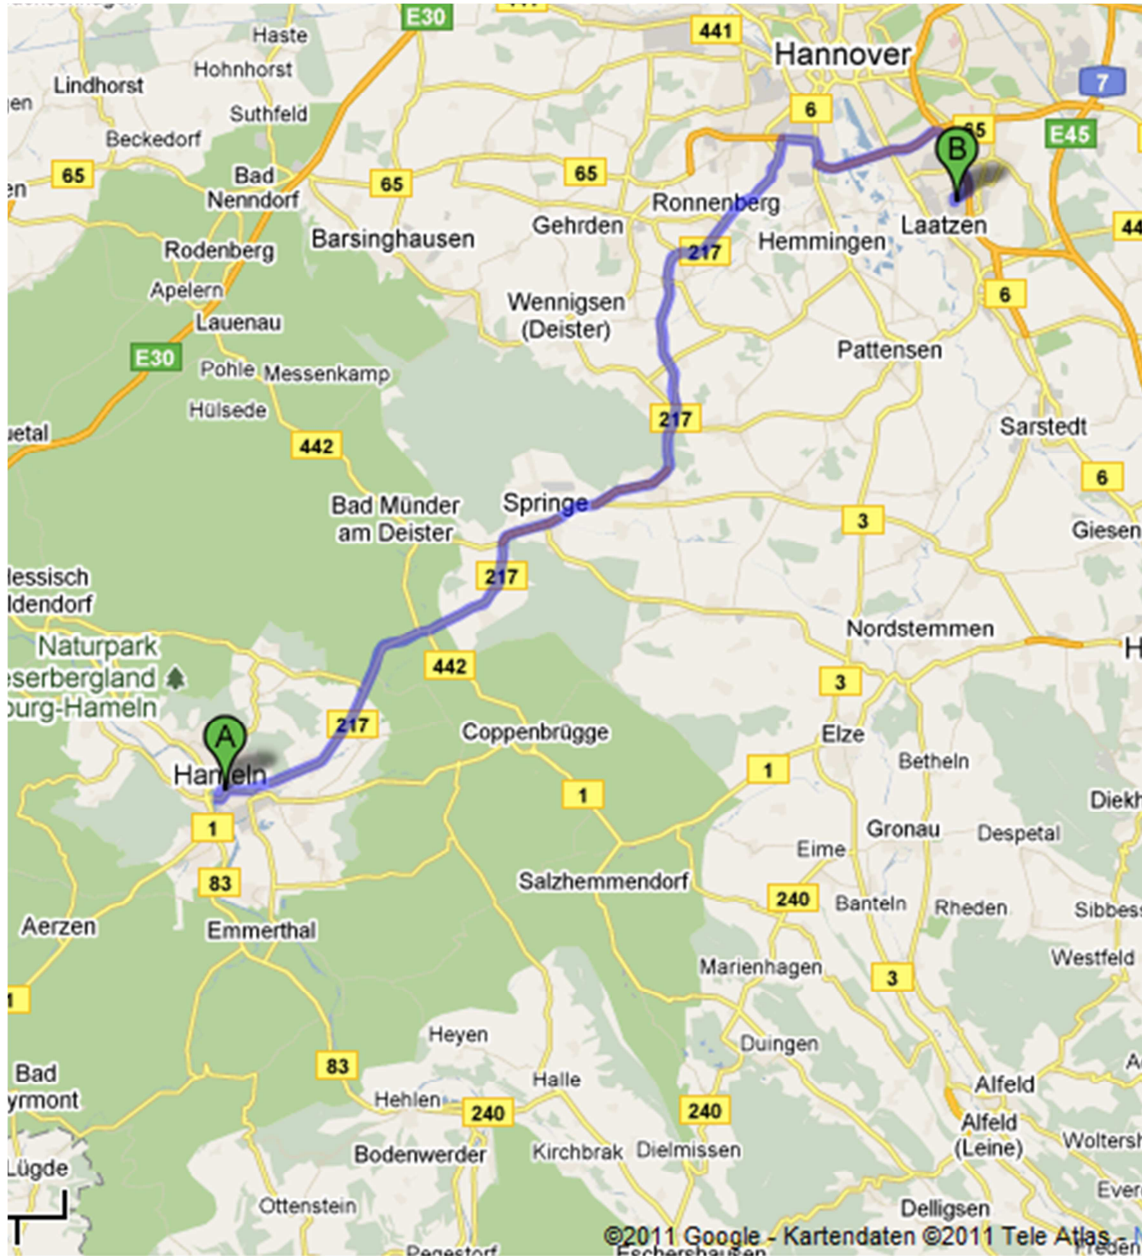 E30
441
Haste
Hannover
Hohnhorst
Lindhorst
7
6
Suthfeld
65
E45
Beckedorf
B
65
Bad
Nenndorf
65
65
Ronnenberg
Laatzen
Gehrden
Barsinghausen
Hemmingen
Rodenberg
217
Apelern
6
Wennigsen
(Deister)
Lauenau
E30
Pattensen
Pohle
Messenkamp
Hülsede
217
Sarstedt
442
6
Springe
Bad Münder
am Deister
3
Giesen
217
Nordstemmen
Naturpark
442
3
217
Coppenbrügge
Elze
A
Betheln
Hameln
1
1
1
Gronau
Despetal
Eime
83
Salzhemmendorf
240
Banteln
Rheden
Aerzen
Emmerthal
Westfeld
Marienhagen
3
1
Heyen
Duingen
83
Bad
Halle
Alfeld
Hehlen
240
240
Alfeld
(Leine)
Bodenwerder
Kirchbrak
Dielmissen
Lügde
Ottenstein
Delligsen
©2011 Google - Kartendaten ©2011 Tele Atlas -